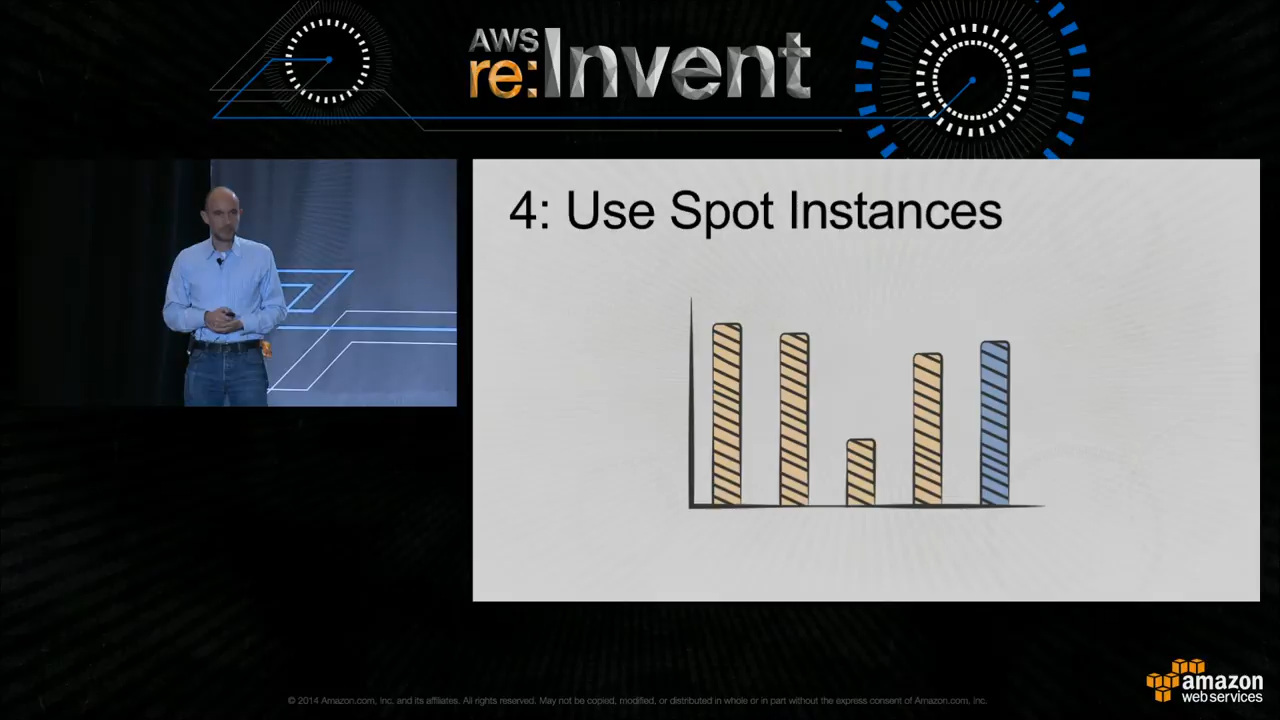 AWS
re:Invent
4: Use Spot Instances
© 2014 Amazon.com, Inc. and its affiliates. All rights reserved. May not be copied, modified, or distributed in whole or in part without the express consent of Amazon.com, Inc.
amazon
web services